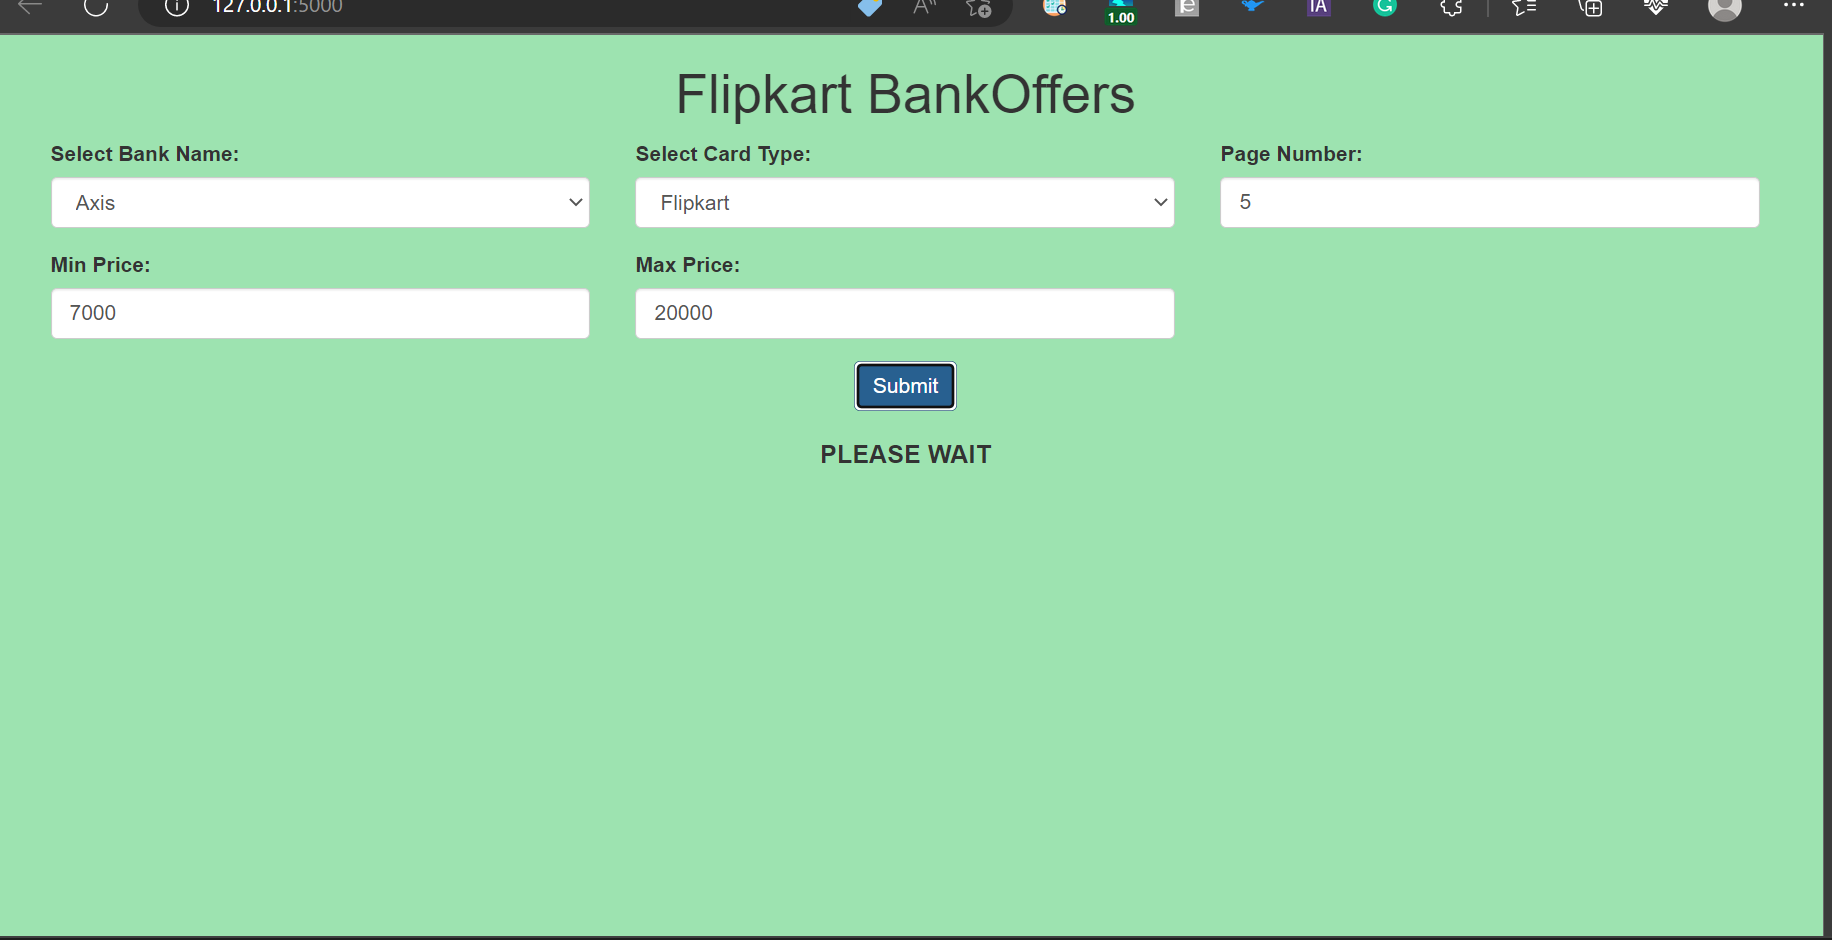 127.0.0.1:5000
1.00
IA
Flipkart BankOffers
Select Bank Name:
Select Card Type:
Page Number:
Axis
Flipkart
5
Min Price:
Max Price:
7000
20000
Submit
PLEASE WAIT